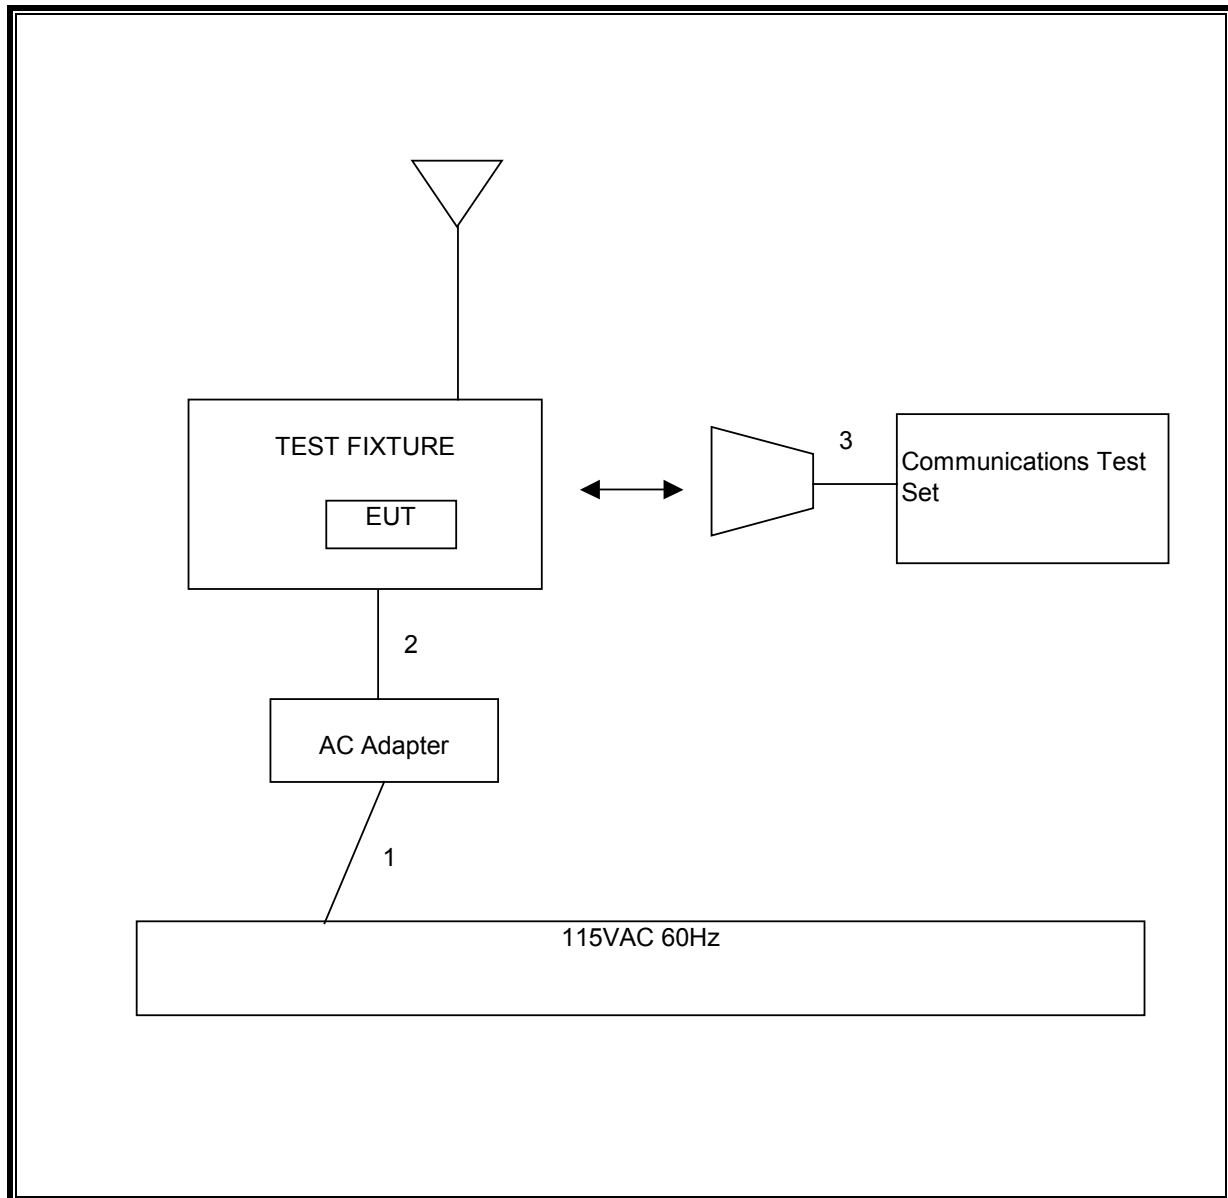 TEST FIXTURE
EUT
3
Communications Test
Set
2
AC Adapter
1
115VAC 60Hz